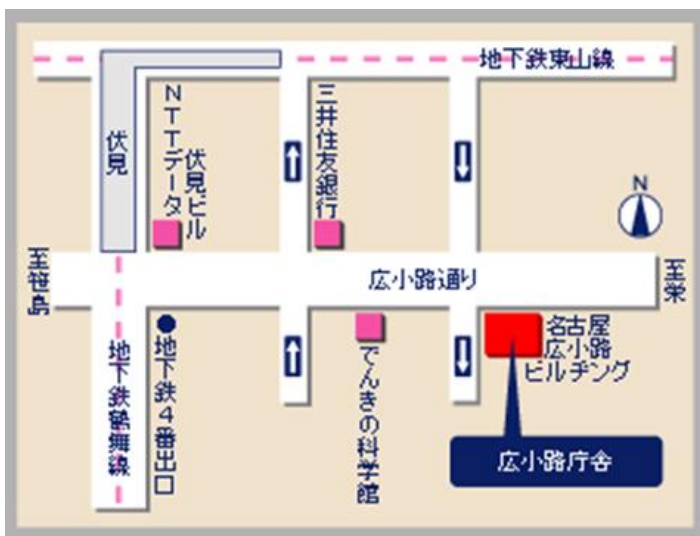 地下鉄東山線
伏見
NTTデータ
伏見ビル
三井住友銀行
N
至笹島
広小路通り
至栄
地下鉄鶴舞線
地下鉄4番出口
でんきの科学館
名古屋
広小路
ビルヂング
広小路庁舎